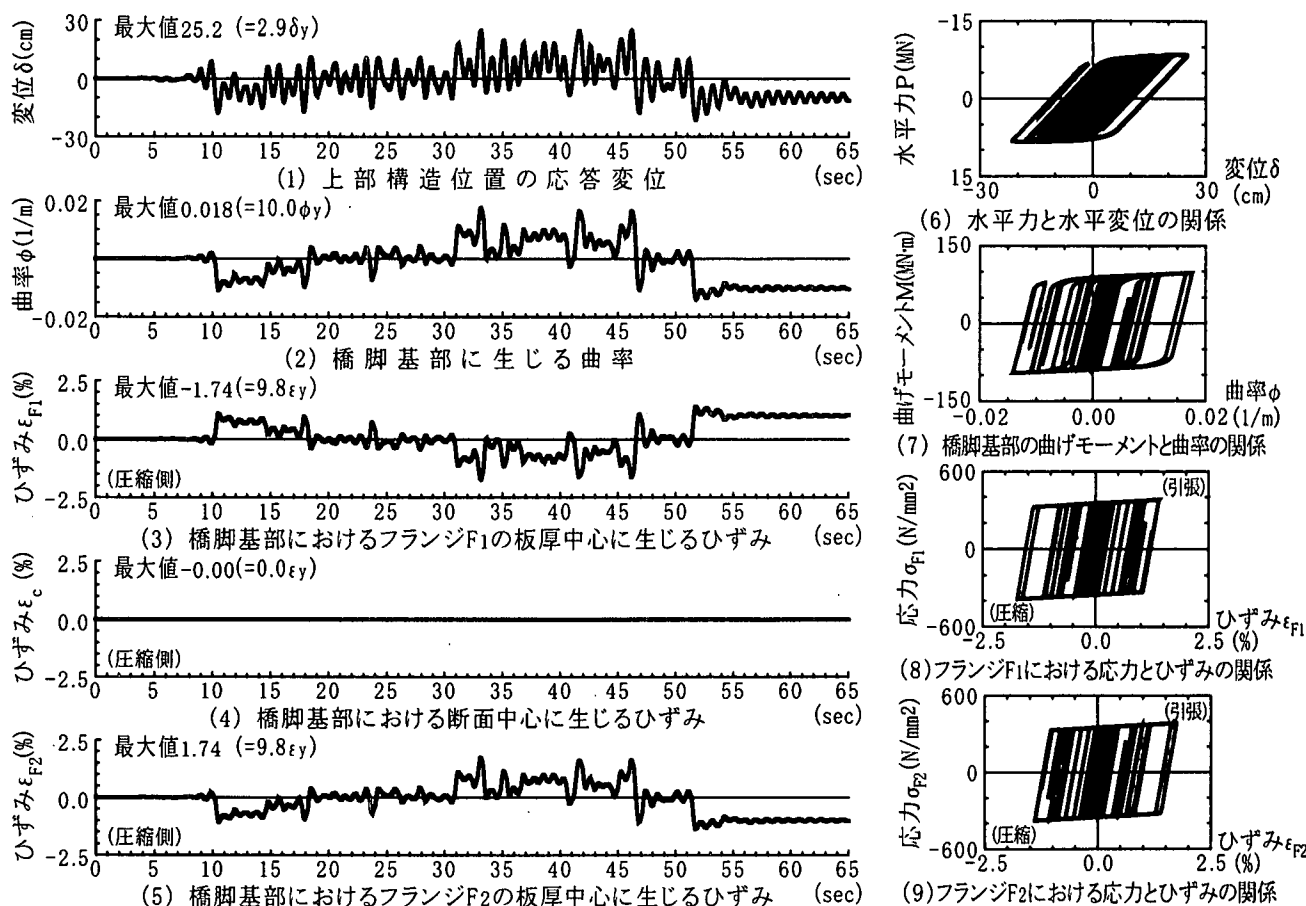 変位δ(cm)
30
0
-30
最大値25.2 (=2.9δy)
0 5 10 15 20 25 30 35 40 45 50 55 60 65
(1) 上部構造位置の応答変位 (sec)
曲率φ(1/m)
0.02
-0.02
最大値0.018(=10.0φy)
0 5 10 15 20 25 30 35 40 45 50 55 60 65
(2) 橋脚基部に生じる曲率 (sec)
ひずみεF1(%)
2.5
0.0
-2.5
最大値-1.74(=9.8εy)
(圧縮側)
0 5 10 15 20 25 30 35 40 45 50 55 60 65
(3) 橋脚基部におけるフランジF1の板厚中心に生じるひずみ (sec)
ひずみεc (%)
2.5
0.0
-2.5
最大値-0.00(=0.0εy)
(圧縮側)
0 5 10 15 20 25 30 35 40 45 50 55 60 65
(4) 橋脚基部における断面中心に生じるひずみ (sec)
ひずみεF2(%)
2.5
0.0
-2.5
最大値1.74 (=9.8εy)
(圧縮側)
0 5 10 15 20 25 30 35 40 45 50 55 60 65
(5) 橋脚基部におけるフランジF2の板厚中心に生じるひずみ (sec)
水平力P(MN)
-15
0
15
-30 0 30
変位δ
(cm)
(6) 水平力と水平変位の関係
曲げモーメントM(MN·m)
150
0
-150
-0.02 0.00 0.02
曲率φ
(1/m)
(7) 橋脚基部の曲げモーメントと曲率の関係
応力σF1(N/mm2)
600
0
-600
(引張)
(圧縮)
-2.5 0.0 2.5
ひずみεF1
(%)
(8)フランジF1における応力とひずみの関係
応力σF2(N/mm2)
600
0
-600
(引張)
(圧縮)
-2.5 0.0 2.5
ひずみεF2
(%)
(9)フランジF2における応力とひずみの関係